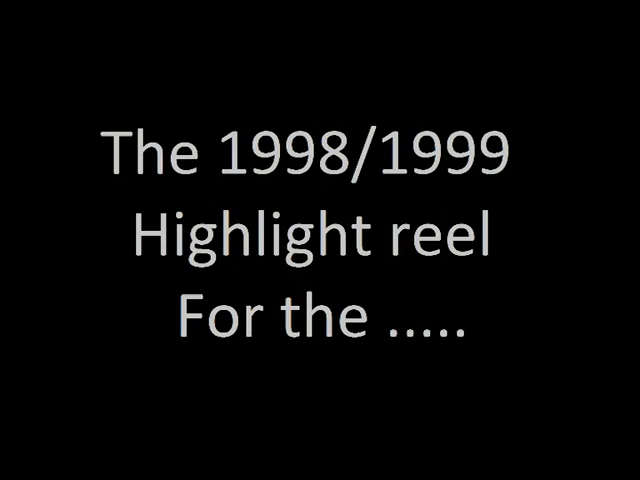 The 1998/1999
Highlight reel
For the .....